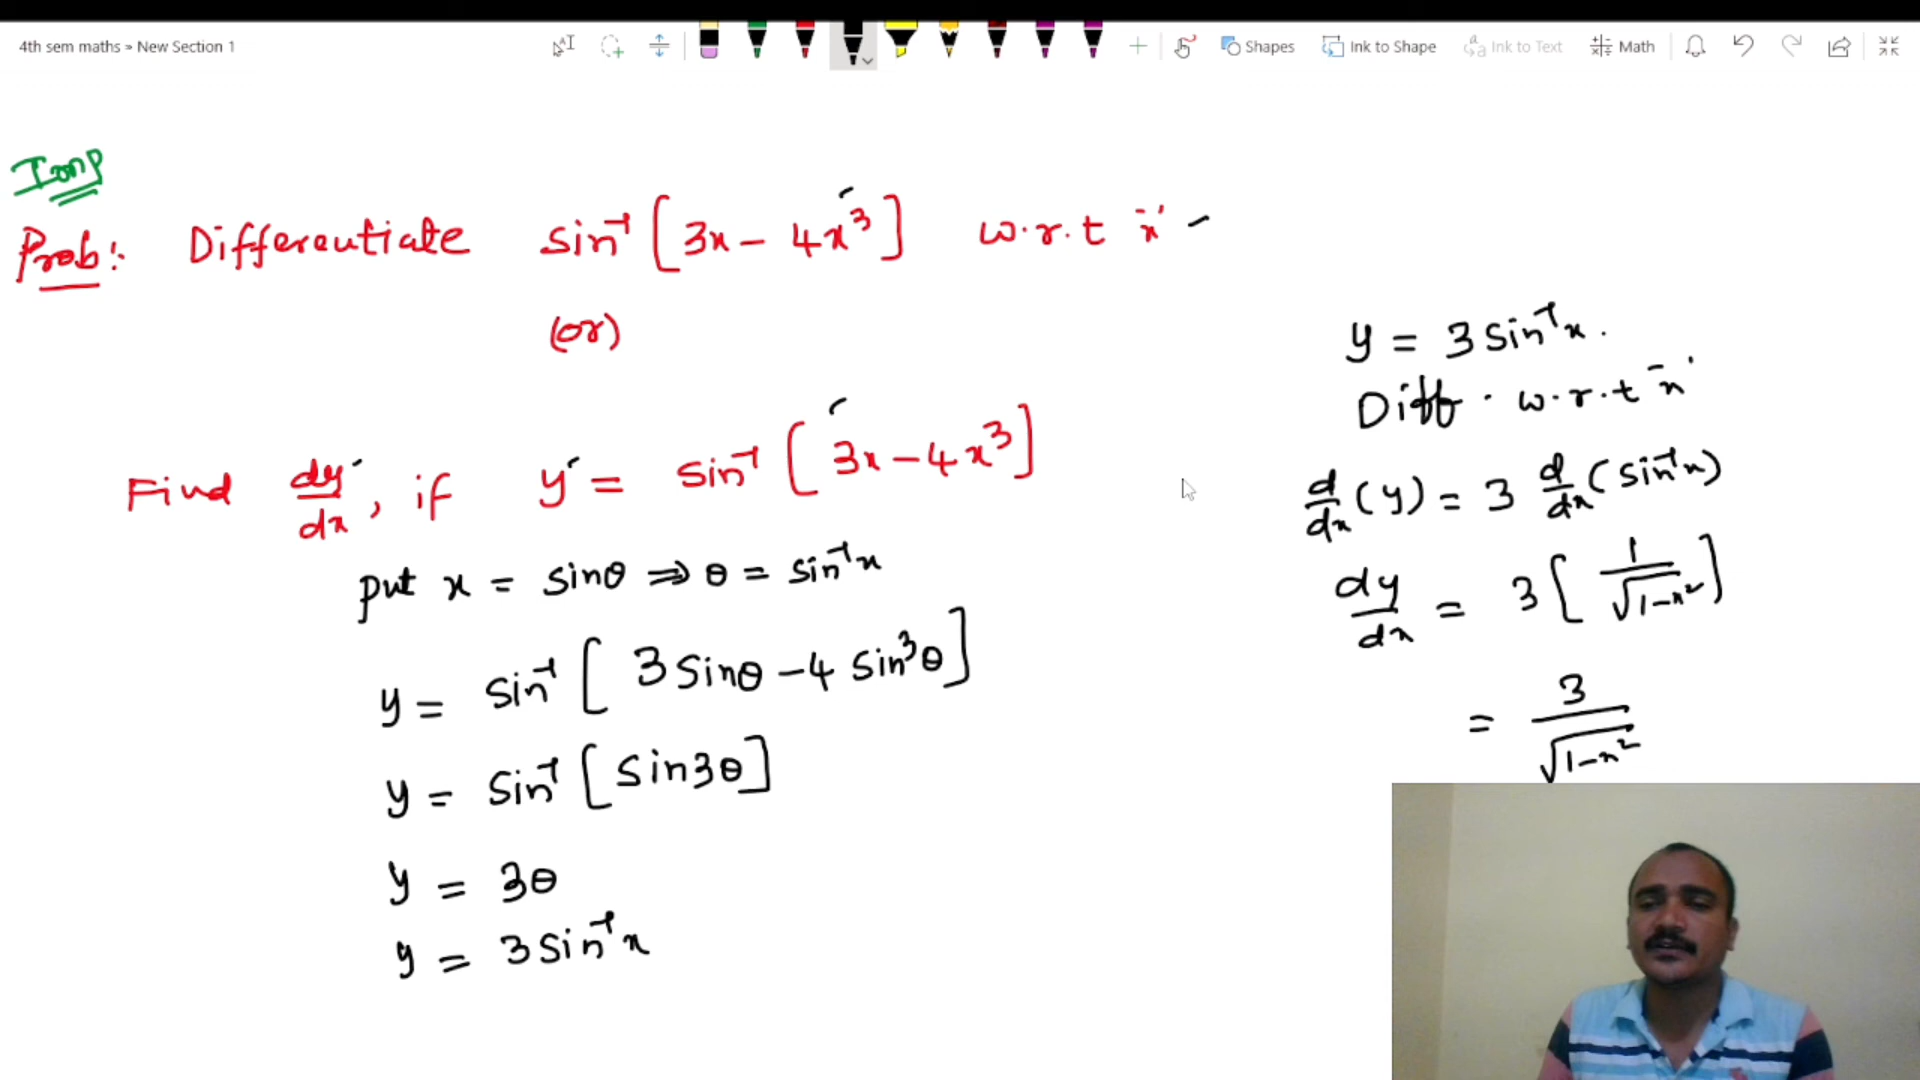 4th sem maths » New Section 1
Shapes
Ink to Shape
Ink to Text
Math
Imp
Prob: Differentiate sin⁻¹[3x-4x³] w.r.t 'x'
(or)
Find dy/dx, if y = sin⁻¹[3x-4x³]
put x = sinθ ⇒ θ = sin⁻¹x
y = sin⁻¹[3sinθ-4sin³θ]
y = sin⁻¹[sin3θ]
y = 3θ
y = 3sin⁻¹x
y = 3sin⁻¹x.
Diff. w.r.t 'x'
d/dx(y) = 3 d/dx(sin⁻¹x)
dy/dx = 3[1/√1-x²]
= 3/√1-x²